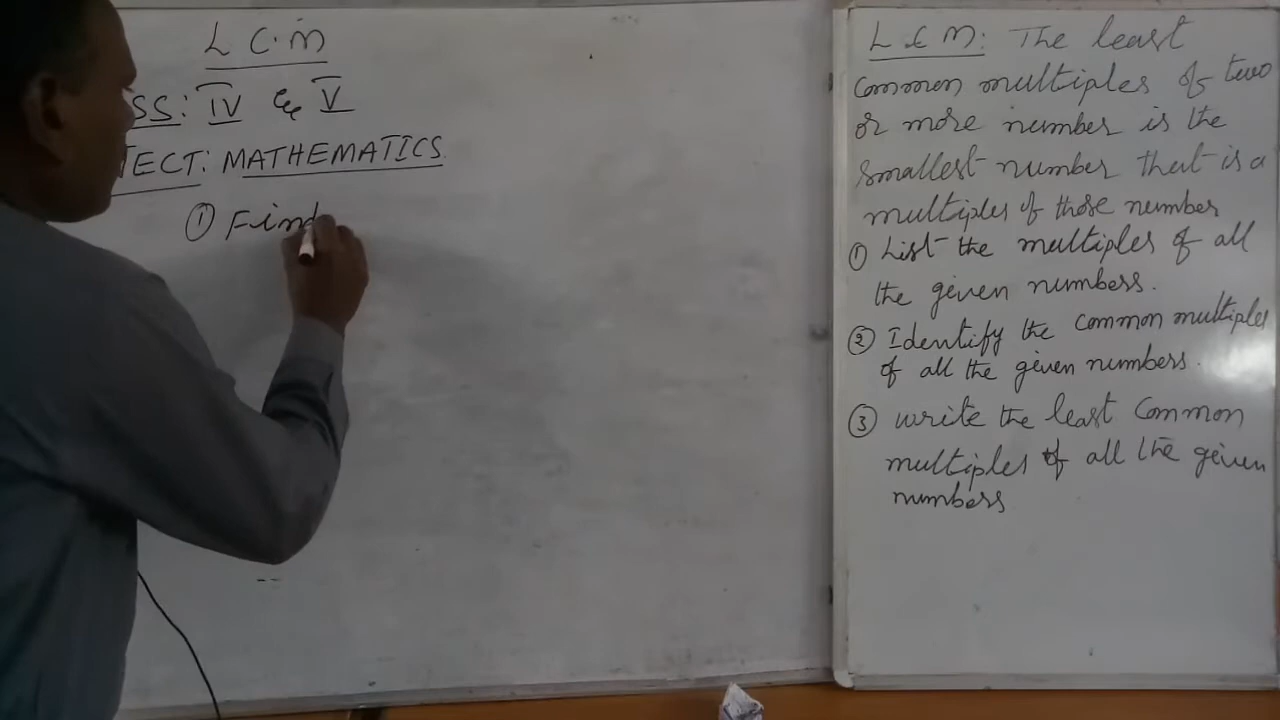 L C.M
SS: IV & V
JECT: MATHEMATICS
① Find
L C M: The least
Common multiples of two
or more number is the
smallest number that is a
multiples of those number
① List the multiples of all
the given numbers.
② Identify the common multiples
of all the given numbers.
③ write the least Common
multiples of all the given
numbers